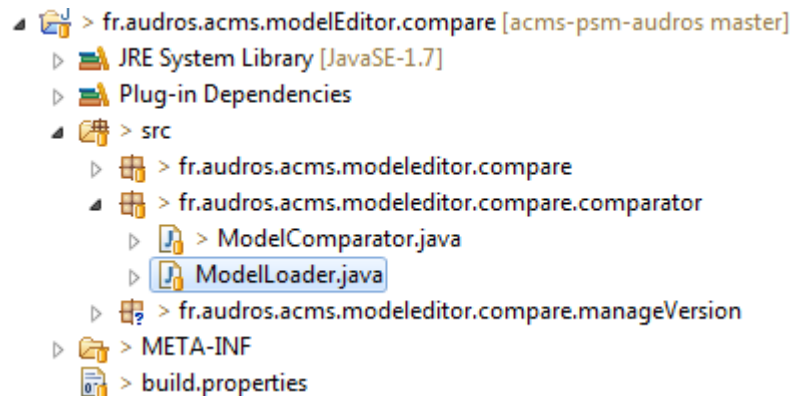 > fr.audros.acms.modelEditor.compare [acms-psm-audros master]
JRE System Library [JavaSE-1.7]
Plug-in Dependencies
> src
> fr.audros.acms.modeleditor.compare
> fr.audros.acms.modeleditor.compare.comparator
> ModelComparator.java
ModelLoader.java
> fr.audros.acms.modeleditor.compare.manageVersion
> META-INF
> build.properties